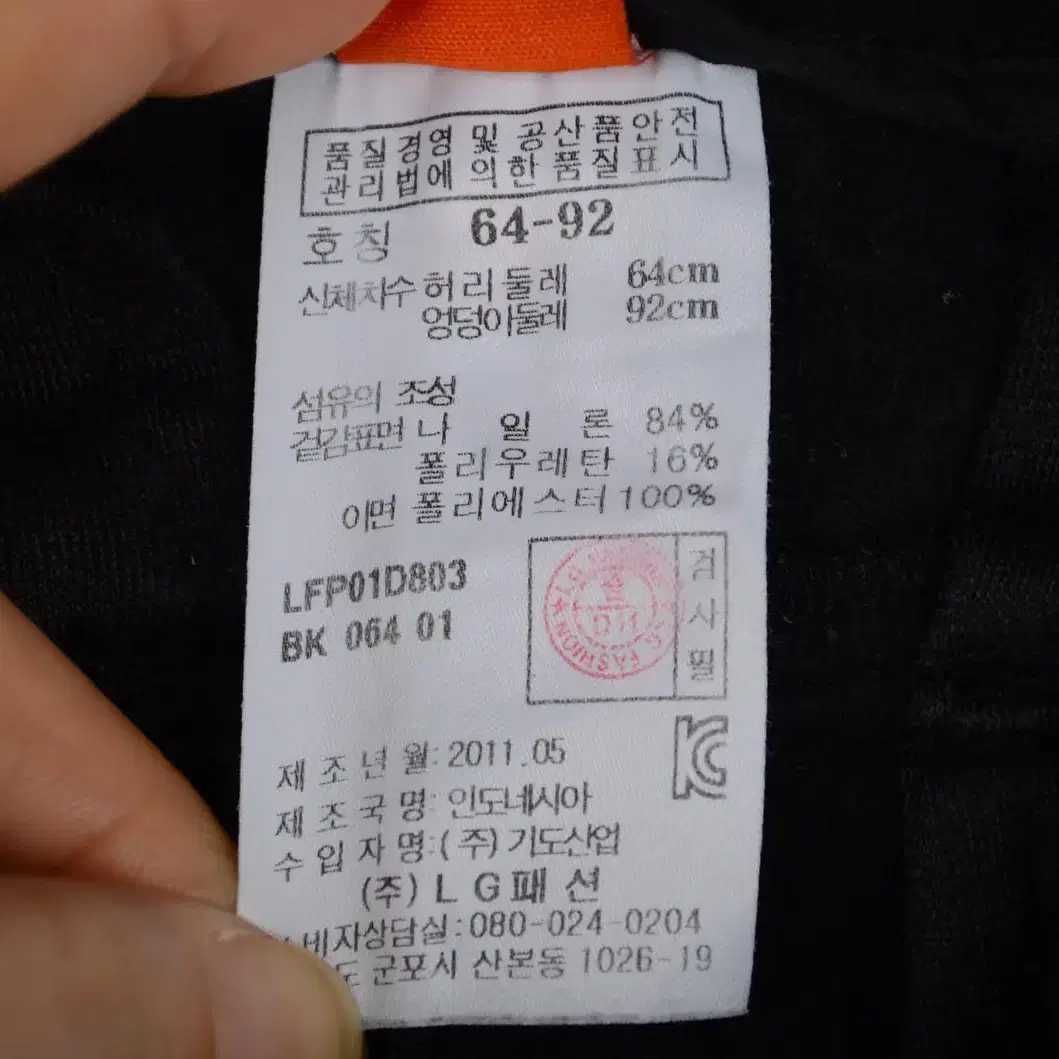 품질경영 및 공산품안전
관리법에 의한 품질표시
호칭 64-92
신체치수 허리둘레 64cm
엉덩이둘레 92cm
섬유의 조성
겉감표면 나일론 84%
폴리우레탄 16%
이면 폴리에스터 100%
LFP01D803
BK 064 01
검사필
FASHION
KC
제조년월: 2011.05
제조국명: 인도네시아
수입자명: (주) 기도산업
(주) LG패션
비자상담실: 080-024-0204
도 군포시 산본동 1026-19